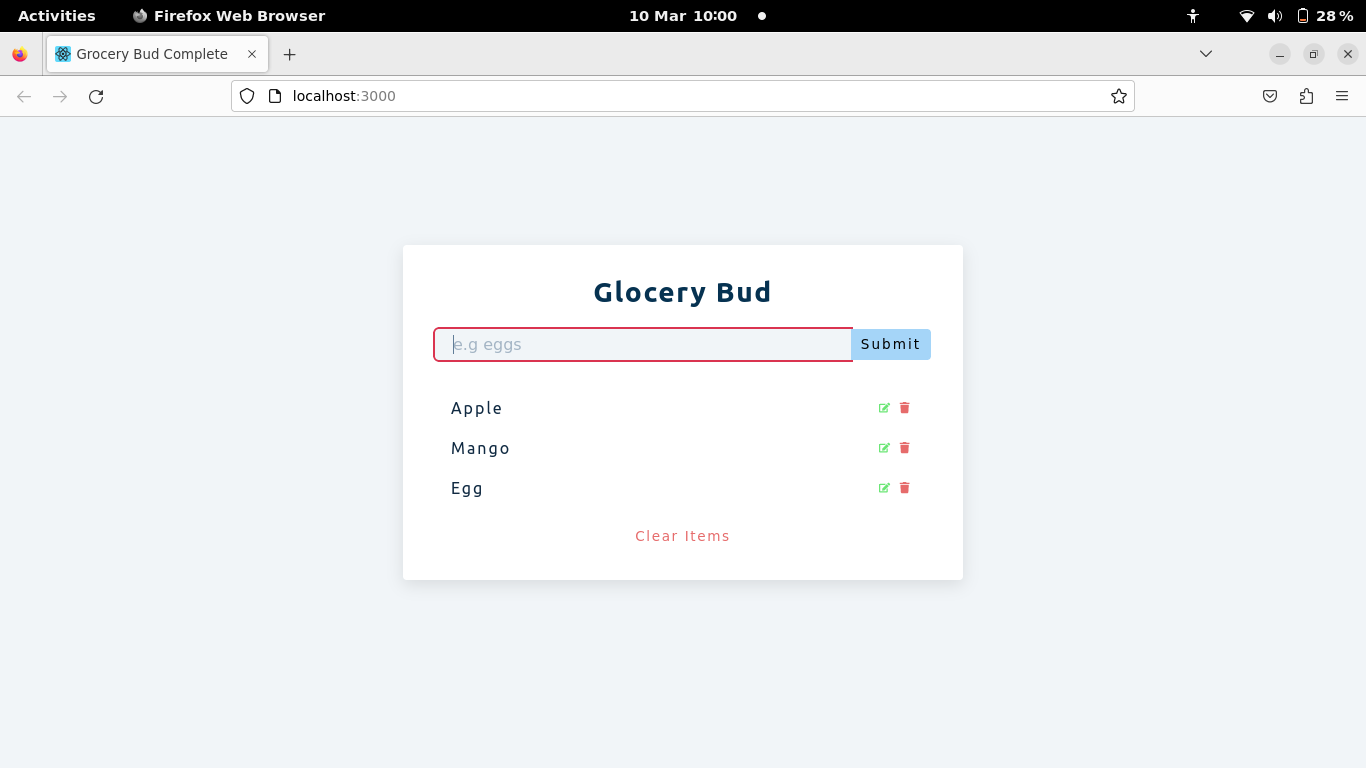 Activities Firefox Web Browser 10 Mar 10:00 28 %
Grocery Bud Complete
localhost:3000
Glocery Bud
e.g eggs Submit
Apple
Mango
Egg
Clear Items